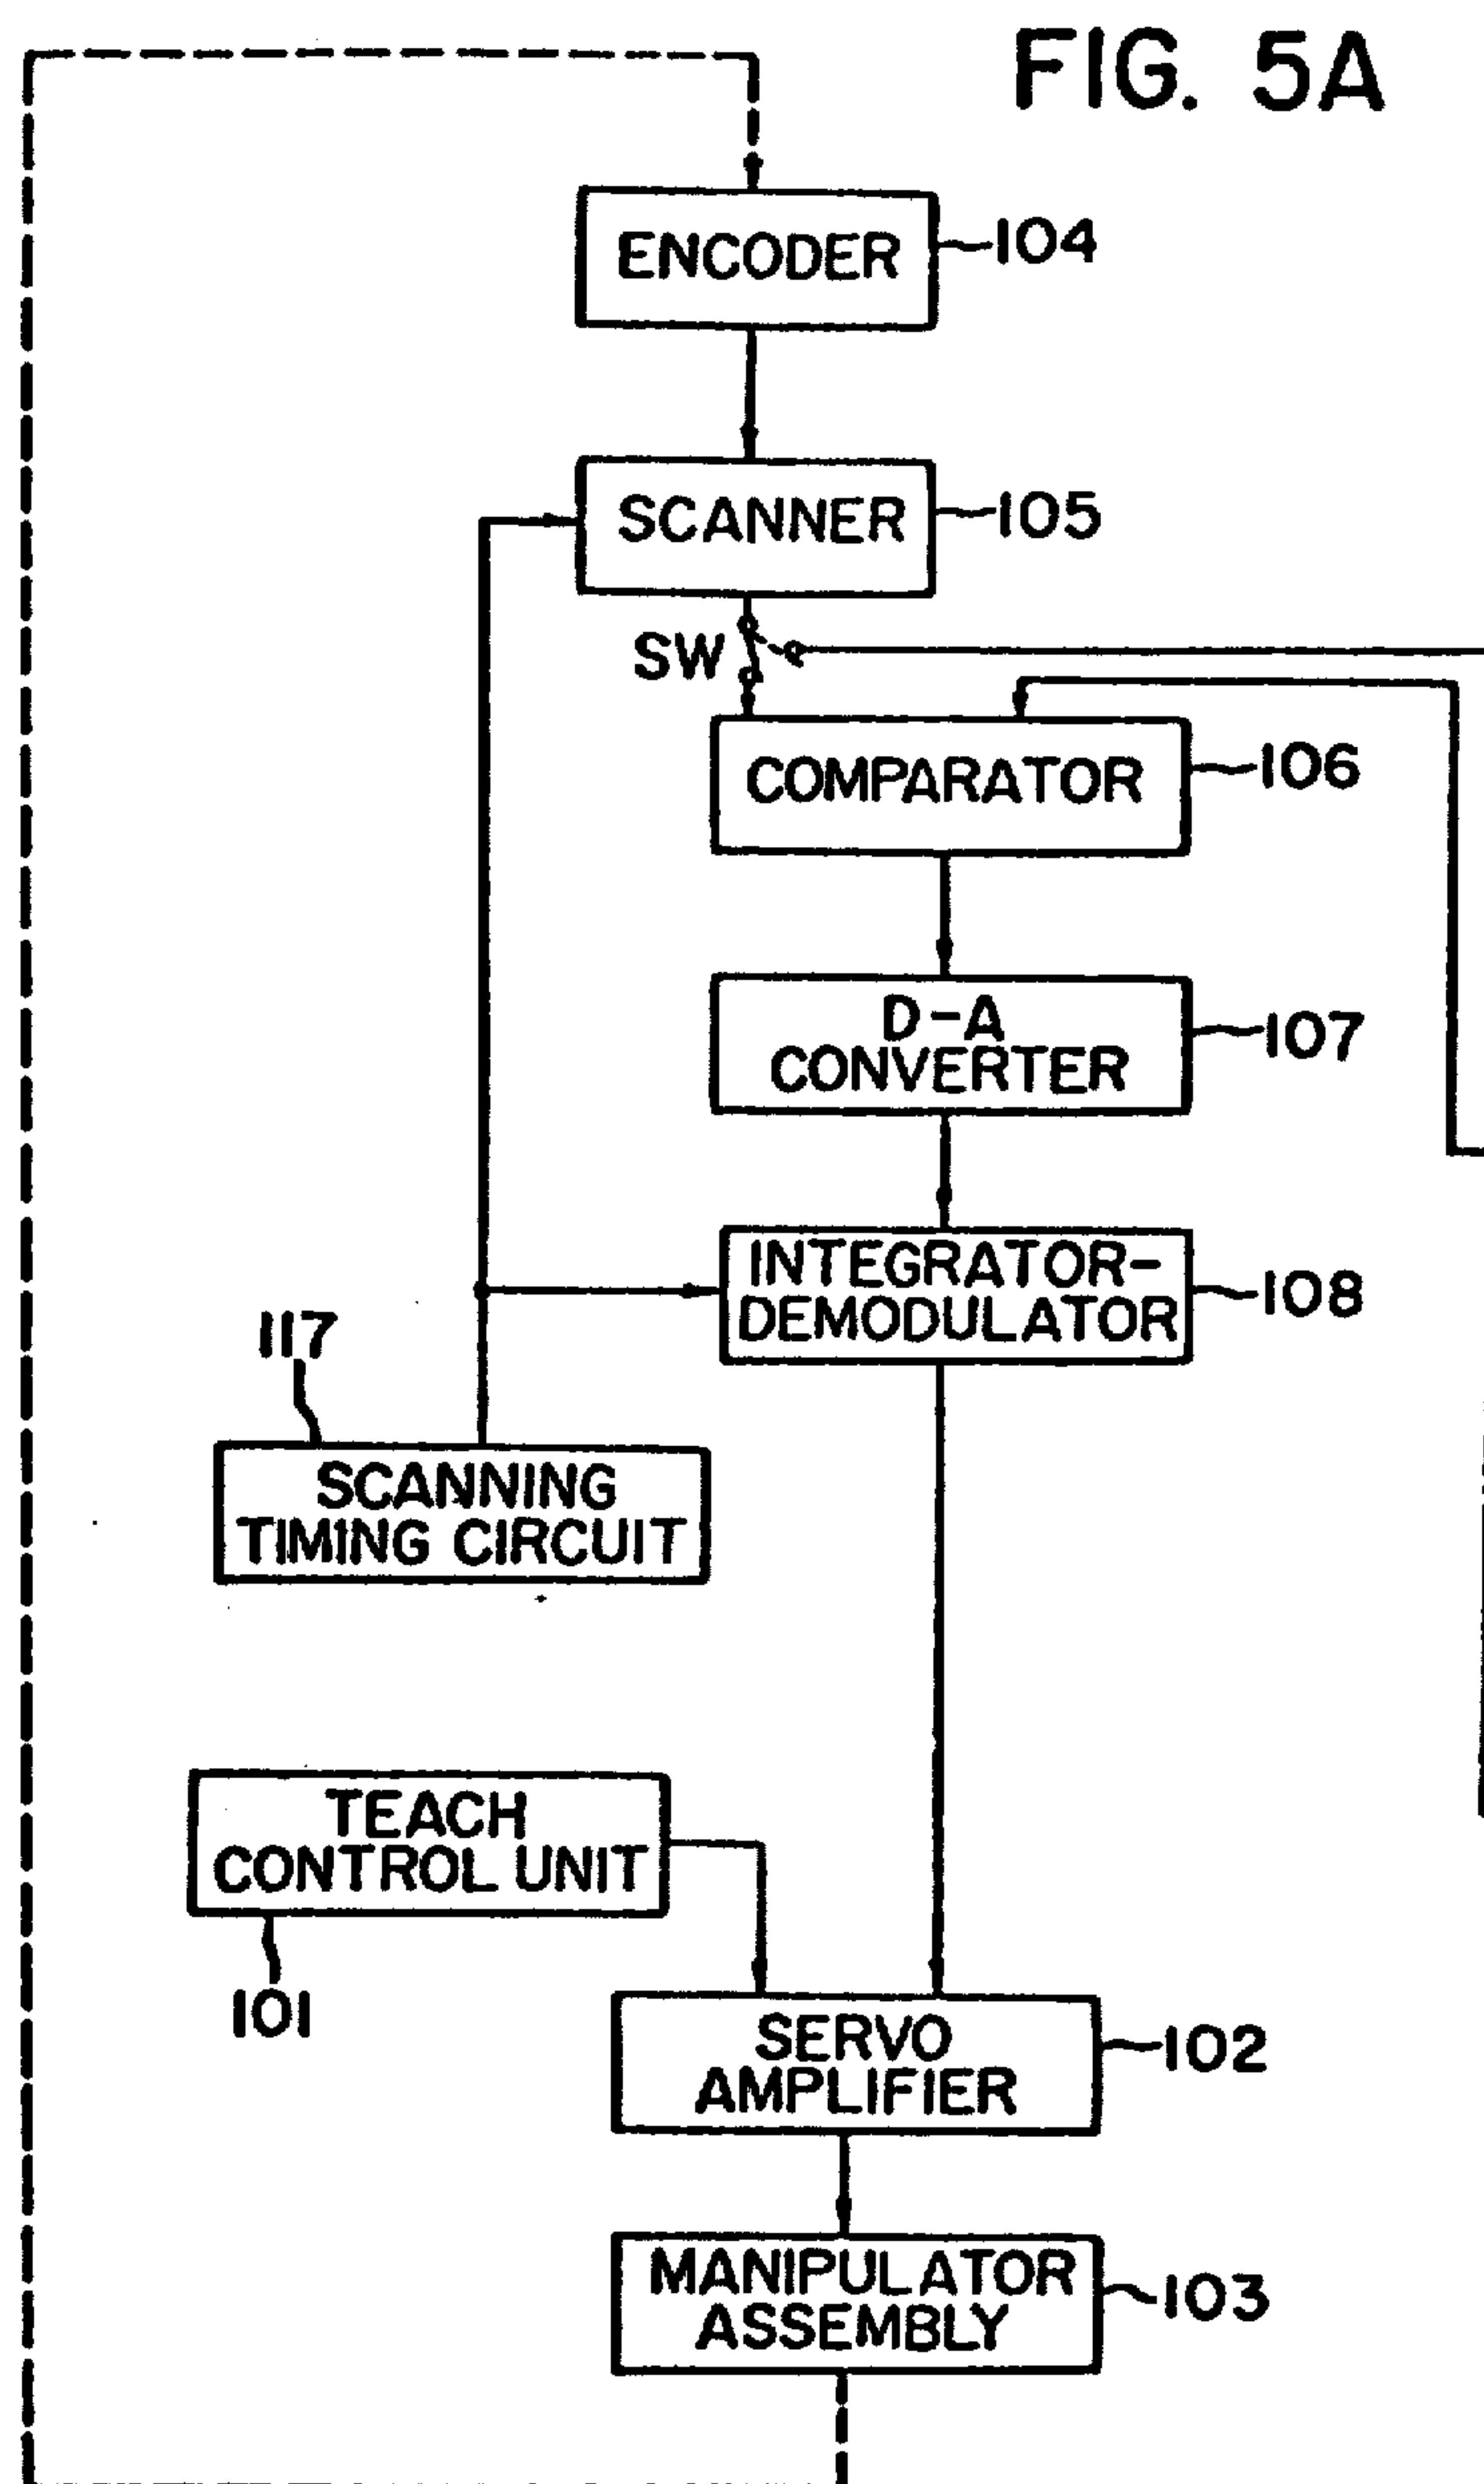 FIG. 5A
ENCODER
104
SCANNER
105
SW
COMPARATOR
106
D-A
CONVERTER
107
INTEGRATOR-
DEMODULATOR
108
117
SCANNING
TIMING CIRCUIT
TEACH
CONTROL UNIT
101
SERVO
AMPLIFIER
102
MANIPULATOR
ASSEMBLY
103